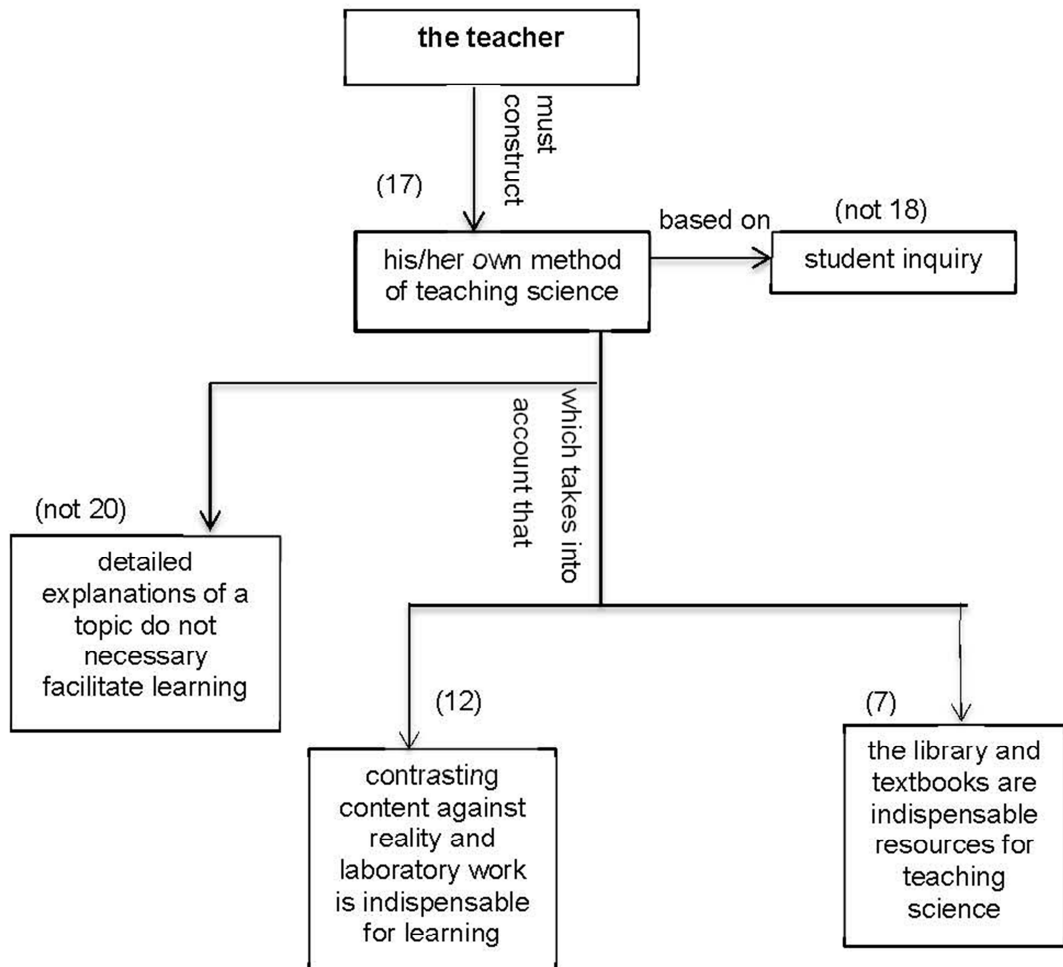 the teacher
must
construct
(17)
his/her own method
of teaching science
based on
(not 18)
student inquiry
which takes into
account that
(not 20)
detailed
explanations of a
topic do not
necessary
facilitate learning
(12)
contrasting
content against
reality and
laboratory work
is indispensable
for learning
(7)
the library and
textbooks are
indispensable
resources for
teaching
science